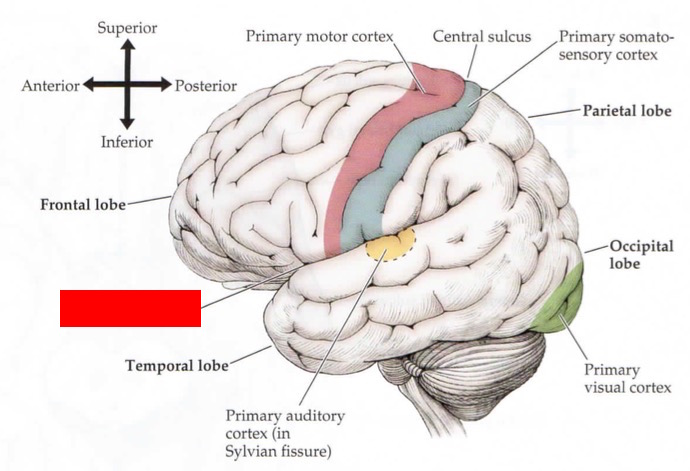 Superior
Anterior
Posterior
Inferior
Primary motor cortex
Central sulcus
Primary somato-
sensory cortex
Parietal lobe
Frontal lobe
Occipital
lobe
Temporal lobe
Primary auditory
cortex (in
Sylvian fissure)
Primary
visual cortex